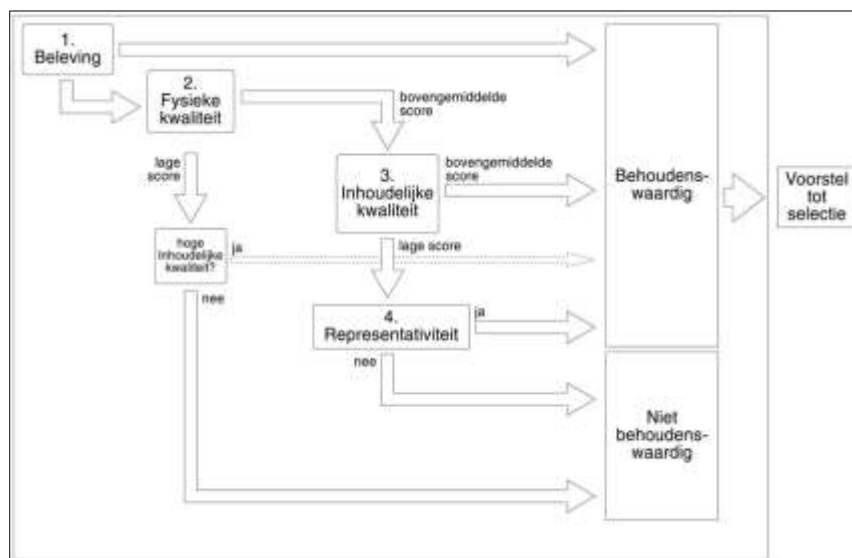 1.
Beleving
2.
Fysieke
kwaliteit
bovengemiddelde
score
lage
score
3.
Inhoudelijke
kwaliteit
bovengemiddelde
score
Behoudens-
waardig
Voorstel
tot
selectie
hoge
Inhoudelijke
kwaliteit?
ja
lage score
nee
4.
Representativiteit
ja
nee
Niet
behoudens-
waardig